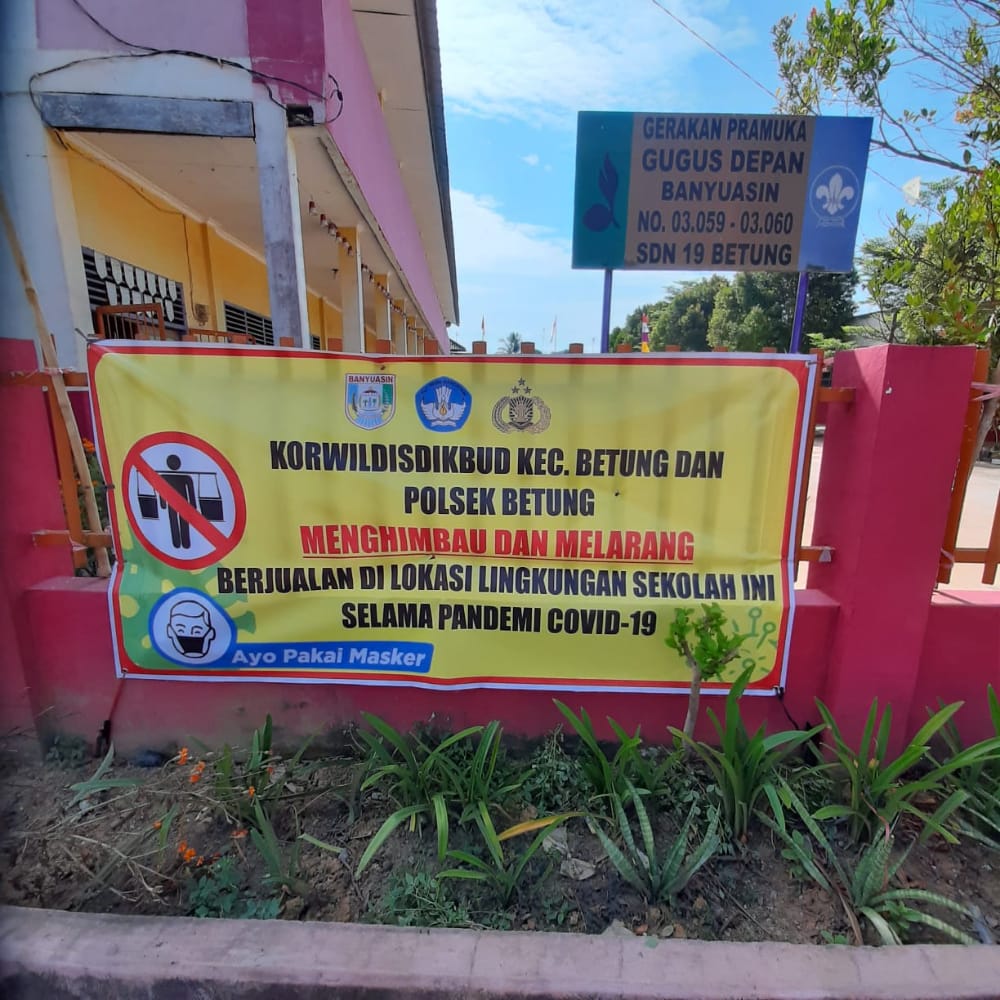 GERAKAN PRAMUKA
GUGUS DEPAN
BANYUASIN
NO. 03.059 - 03.060
SDN 19 BETUNG
BANYUASIN
KORWILDISDIKBUD KEC. BETUNG DAN
POLSEK BETUNG
MENGHIMBAU DAN MELARANG
BERJUALAN DI LOKASI LINGKUNGAN SEKOLAH INI
SELAMA PANDEMI COVID-19
Ayo Pakai Masker